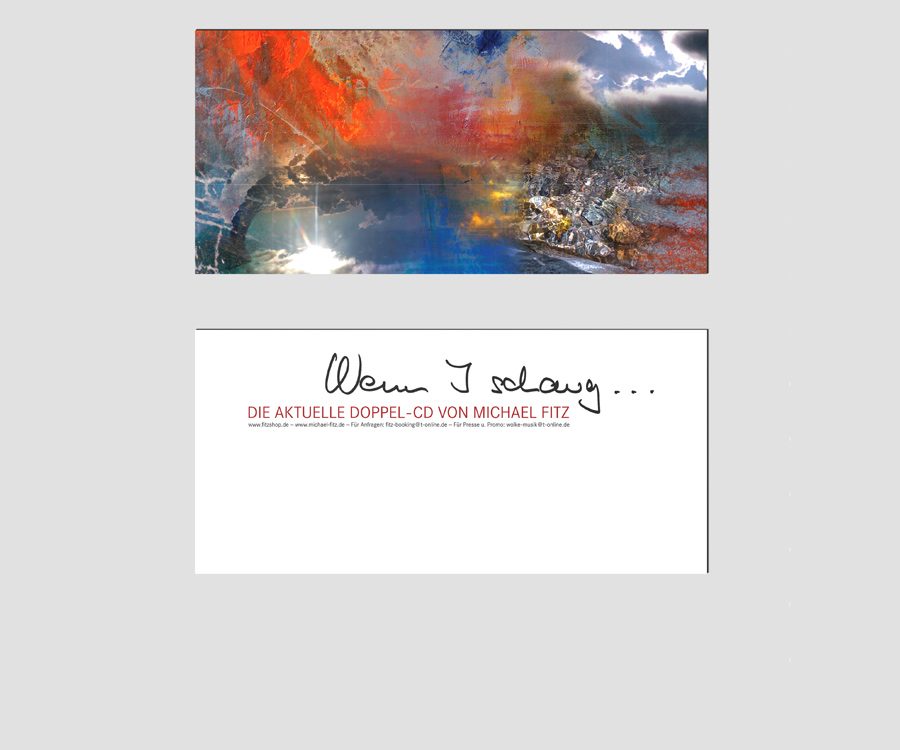 Wenn I schaug...
DIE AKTUELLE DOPPEL-CD VON MICHAEL FITZ
www.fitzshop.de – www.michael-fitz.de – Für Anfragen: fitz-booking@t-online.de – Für Presse u. Promo: wolke-musik@t-online.de